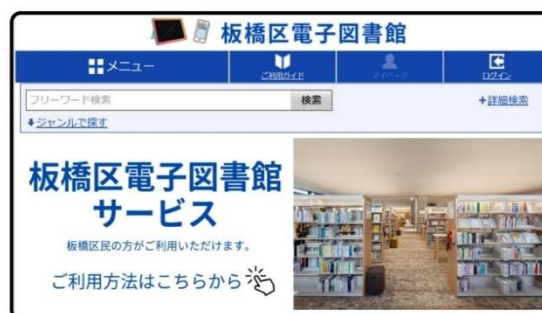 板橋区電子図書館
メニュー
ご利用ガイド
マイページ
ログイン
フリーワード検索
検索
+詳細検索
ジャンルで探す
板橋区電子図書館
サービス
板橋区民の方がご利用いただけます。
ご利用方法はこちらから